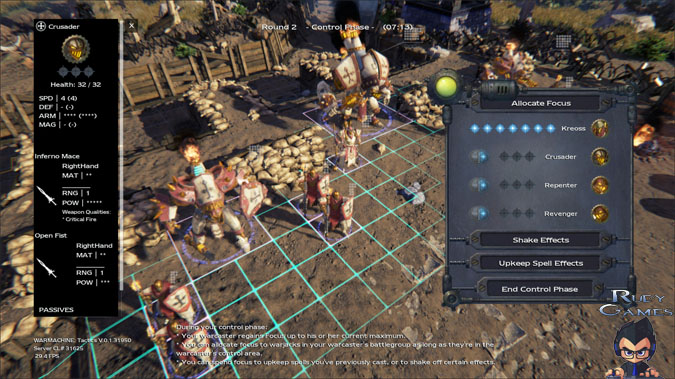 Crusader
X
Round 2 - Control Phase - (07:13)
Health: 32 / 32
SPD | 4 (4)
DEF | - (-)
ARM | **** (****)
MAG | - (-)
Inferno Mace
RightHand
MAT | **
RNG | 1
POW | *****
Weapon Qualities:
* Critical Fire
Open Fist
RightHand
MAT | **
RNG | 1
POW | ***
PASSIVES
WARMACHINE: Tactics V.0.1.31950
Server CL# 31625
29.4 FPS
Allocate Focus
Kreoss
Crusader
Repenter
Revenger
Shake Effects
Upkeep Spell Effects
End Control Phase
During your control phase:
* Your warcaster regains Focus, up to his or her current maximum.
* You can allocate focus to warjacks in your warcaster's battlegroup as long as they're in the
warcaster's control area.
* You can spend focus to upkeep spells you've previously cast, or to shake off certain effects.
Ruey
Games